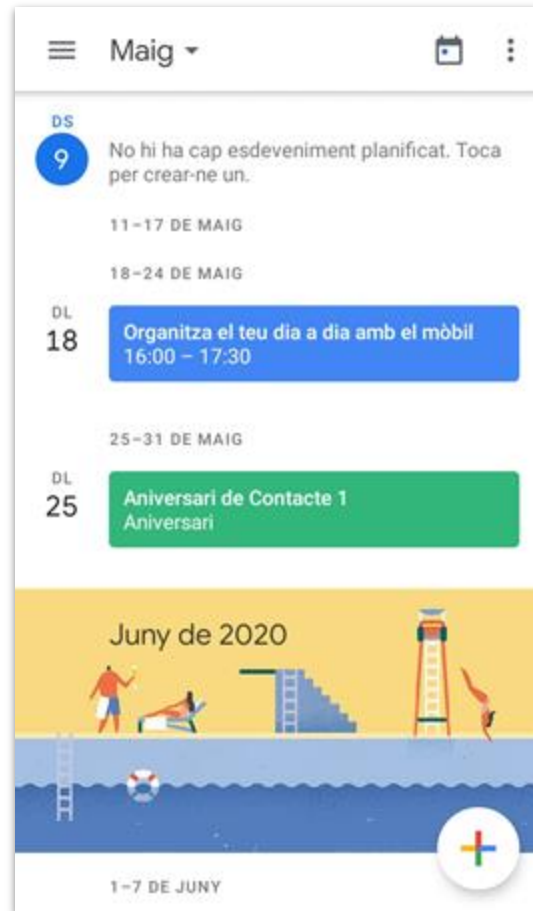 Maig
DS
9
No hi ha cap esdeveniment planificat. Toca
per crear-ne un.
11–17 DE MAIG
18–24 DE MAIG
DL
18
Organitza el teu dia a dia amb el mòbil
16:00 – 17:30
25–31 DE MAIG
DL
25
Aniversari de Contacte 1
Aniversari
Juny de 2020
1–7 DE JUNY